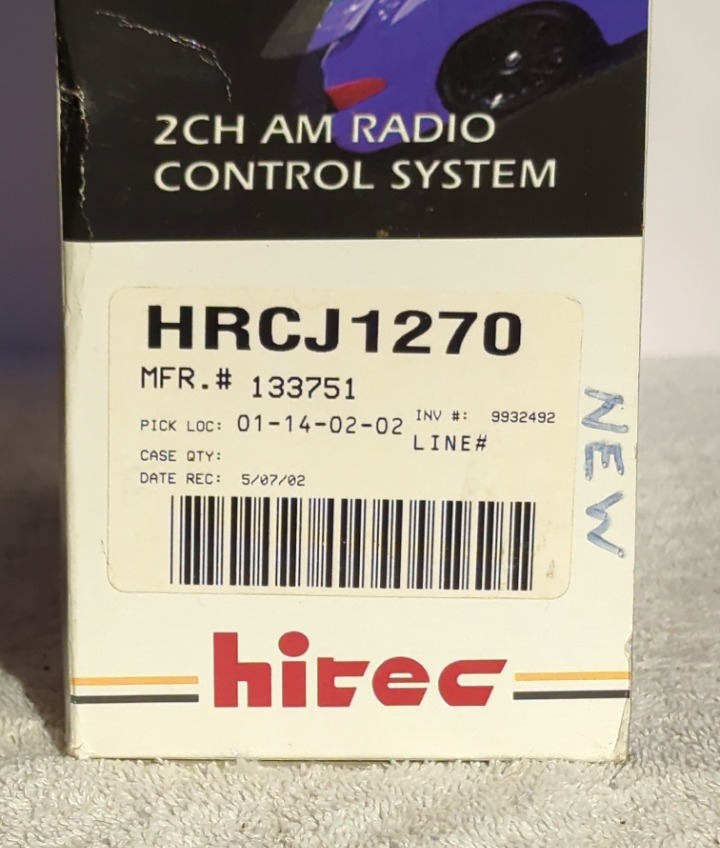 2CH AM RADIO
CONTROL SYSTEM
HRCJ1270
MFR.# 133751
PICK LOC: 01-14-02-02
INV #: 9932492
LINE#
CASE QTY:
DATE REC: 5/07/02
NEW
hitec